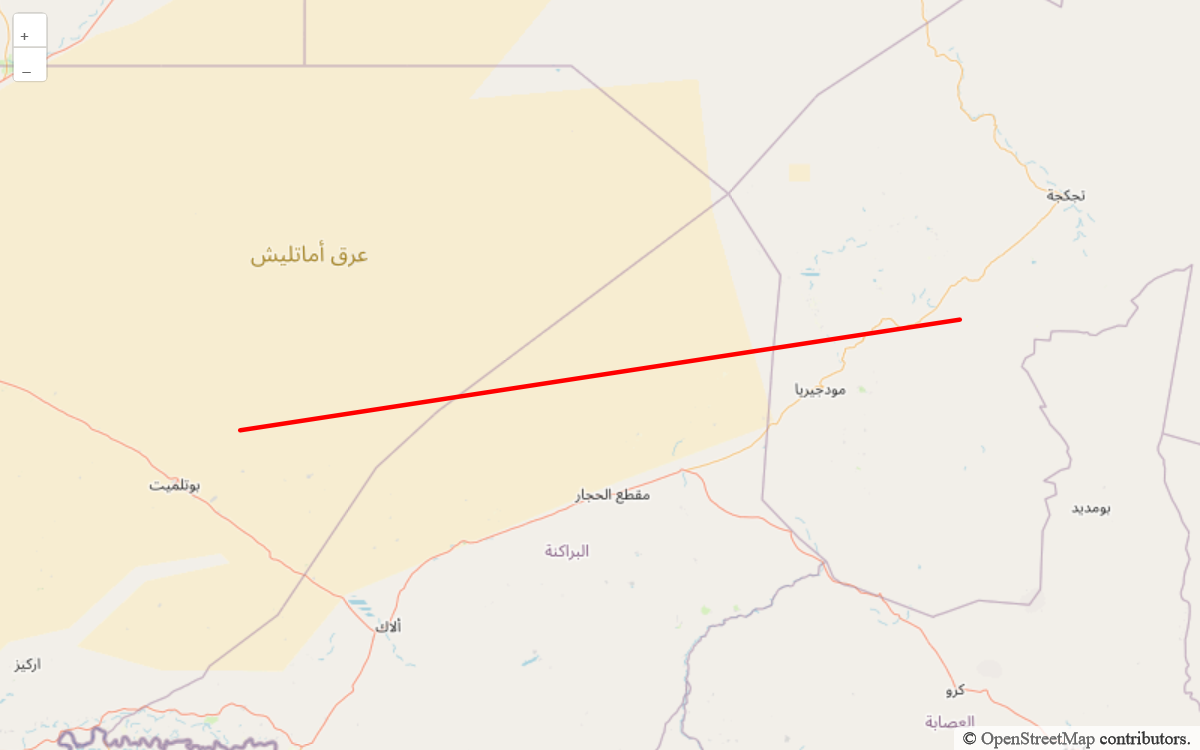 +
–
تجكجة
عرق أماتليش
مودجيريا
بوتلميت
مقطع الحجار
بومديد
البراكنة
ألاك
اركيز
كرو
العصابة
© OpenStreetMap contributors.